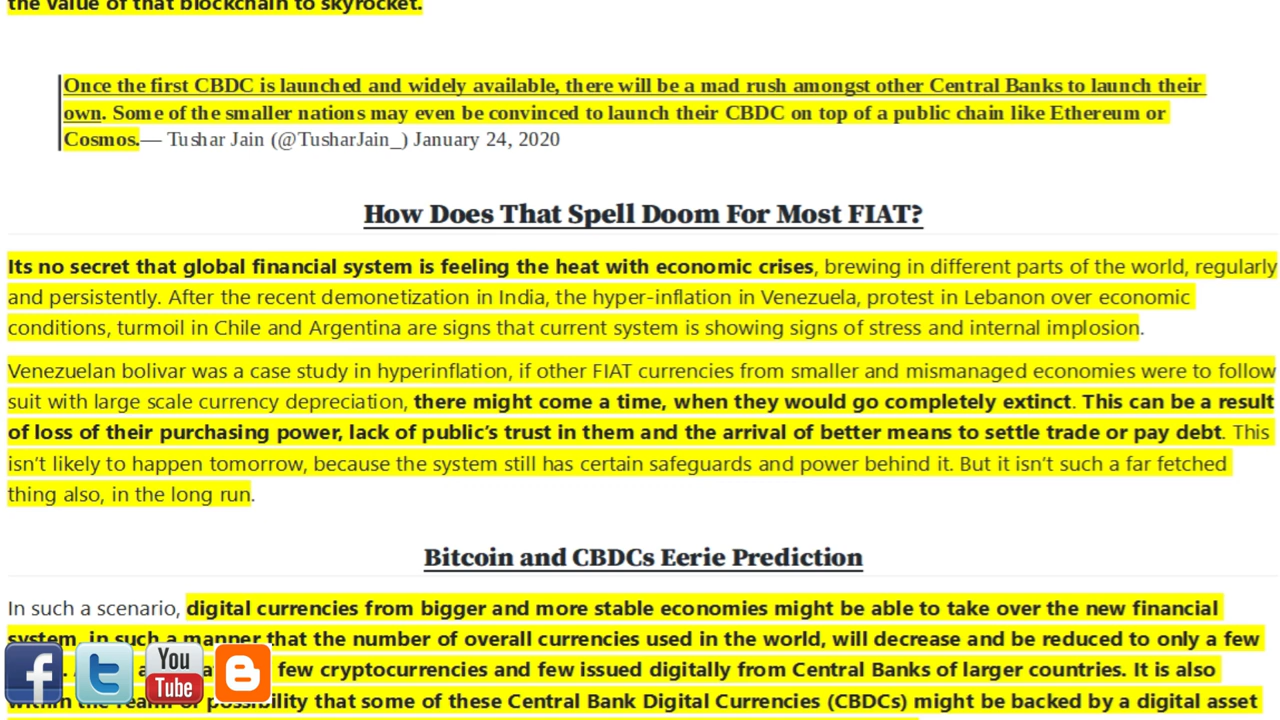 the value of that blockchain to skyrocket.
Once the first CBDC is launched and widely available, there will be a mad rush amongst other Central Banks to launch their
own. Some of the smaller nations may even be convinced to launch their CBDC on top of a public chain like Ethereum or
Cosmos.— Tushar Jain (@TusharJain_) January 24, 2020
How Does That Spell Doom For Most FIAT?
Its no secret that global financial system is feeling the heat with economic crises, brewing in different parts of the world, regularly
and persistently. After the recent demonetization in India, the hyper-inflation in Venezuela, protest in Lebanon over economic
conditions, turmoil in Chile and Argentina are signs that current system is showing signs of stress and internal implosion.
Venezuelan bolivar was a case study in hyperinflation, if other FIAT currencies from smaller and mismanaged economies were to follow
suit with large scale currency depreciation, there might come a time, when they would go completely extinct. This can be a result
of loss of their purchasing power, lack of public’s trust in them and the arrival of better means to settle trade or pay debt. This
isn’t likely to happen tomorrow, because the system still has certain safeguards and power behind it. But it isn’t such a far fetched
thing also, in the long run.
Bitcoin and CBDCs Eerie Prediction
In such a scenario, digital currencies from bigger and more stable economies might be able to take over the new financial
system, in such a manner that the number of overall currencies used in the world, will decrease and be reduced to only a few
few cryptocurrencies and few issued digitally from Central Banks of larger countries. It is also
within the realm of possibility that some of these Central Bank Digital Currencies (CBDCs) might be backed by a digital asset
You
Tube